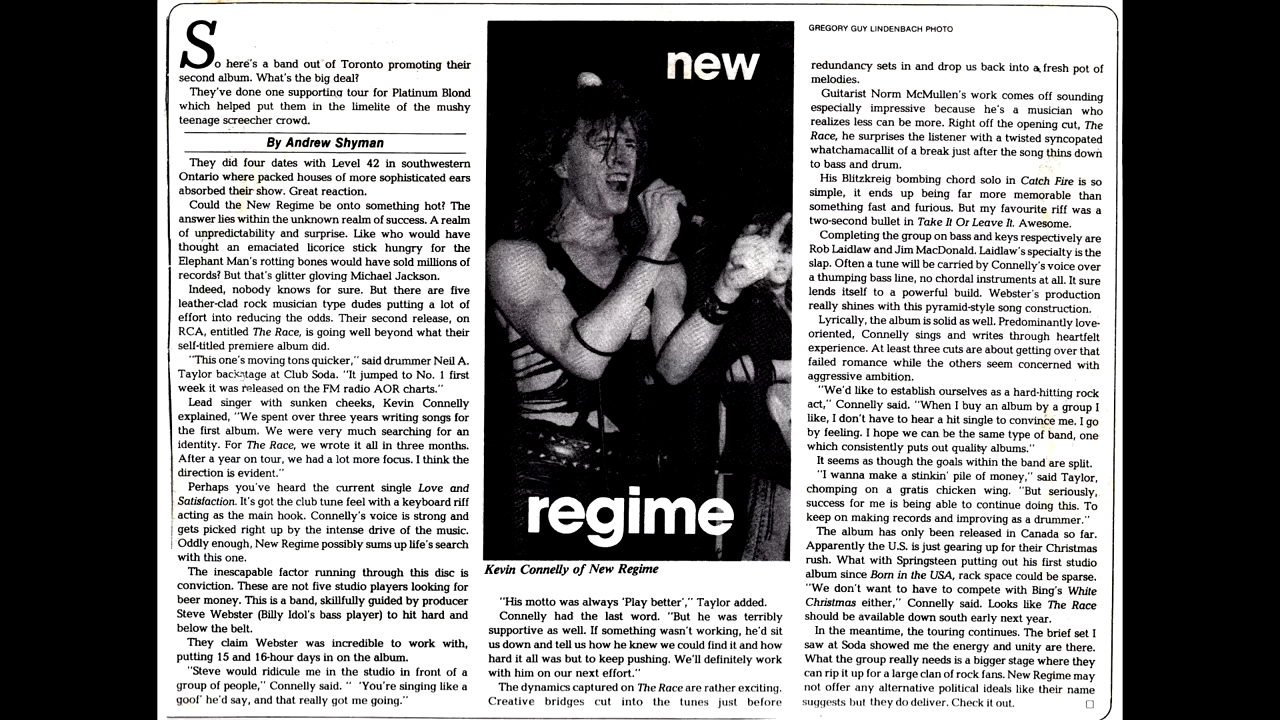 So here's a band out of Toronto promoting their
second album. What's the big deal?
They've done one supporting tour for Platinum Blond
which helped put them in the limelite of the mushy
teenage screecher crowd.
By Andrew Shyman
They did four dates with Level 42 in southwestern
Ontario where packed houses of more sophisticated ears
absorbed their show. Great reaction.
Could the New Regime be onto something hot? The
answer lies within the unknown realm of success. A realm
of unpredictability and surprise. Like who would have
thought an emaciated licorice stick hungry for the
Elephant Man's rotting bones would have sold millions of
records? But that's glitter gloving Michael Jackson.
Indeed, nobody knows for sure. But there are five
leather-clad rock musician type dudes putting a lot of
effort into reducing the odds. Their second release, on
RCA, entitled The Race, is going well beyond what their
self-titled premiere album did.
"This one's moving tons quicker," said drummer Neil A.
Taylor backstage at Club Soda. "It jumped to No. 1 first
week it was released on the FM radio AOR charts."
Lead singer with sunken cheeks, Kevin Connelly
explained, "We spent over three years writing songs for
the first album. We were very much searching for an
identity. For The Race, we wrote it all in three months.
After a year on tour, we had a lot more focus. I think the
direction is evident."
Perhaps you've heard the current single Love and
Satisfaction. It's got the club tune feel with a keyboard riff
acting as the main hook. Connelly's voice is strong and
gets picked right up by the intense drive of the music.
Oddly enough, New Regime possibly sums up life's search
with this one.
The inescapable factor running through this disc is
conviction. These are not five studio players looking for
beer money. This is a band, skillfully guided by producer
Steve Webster (Billy Idol's bass player) to hit hard and
below the belt.
They claim Webster was incredible to work with,
putting 15 and 16-hour days in on the album.
"Steve would ridicule me in the studio in front of a
group of people," Connelly said. " 'You're singing like a
goof' he'd say, and that really got me going."
new
regime
Kevin Connelly of New Regime
"His motto was always 'Play better'," Taylor added.
Connelly had the last word. "But he was terribly
supportive as well. If something wasn't working, he'd sit
us down and tell us how he knew we could find it and how
hard it all was but to keep pushing. We'll definitely work
with him on our next effort."
The dynamics captured on The Race are rather exciting.
Creative bridges cut into the tunes just before
GREGORY GUY LINDENBACH PHOTO
redundancy sets in and drop us back into a fresh pot of
melodies.
Guitarist Norm McMullen's work comes off sounding
especially impressive because he's a musician who
realizes less can be more. Right off the opening cut, The
Race, he surprises the listener with a twisted syncopated
whatchamacallit of a break just after the song thins down
to bass and drum.
His Blitzkreig bombing chord solo in Catch Fire is so
simple, it ends up being far more memorable than
something fast and furious. But my favourite riff was a
two-second bullet in Take It Or Leave It. Awesome.
Completing the group on bass and keys respectively are
Rob Laidlaw and Jim MacDonald. Laidlaw's specialty is the
slap. Often a tune will be carried by Connelly's voice over
a thumping bass line, no chordal instruments at all. It sure
lends itself to a powerful build. Webster's production
really shines with this pyramid-style song construction.
Lyrically, the album is solid as well. Predominantly love-
oriented, Connelly sings and writes through heartfelt
experience. At least three cuts are about getting over that
failed romance while the others seem concerned with
aggressive ambition.
"We'd like to establish ourselves as a hard-hitting rock
act," Connelly said. "When I buy an album by a group I
like, I don't have to hear a hit single to convince me. I go
by feeling. I hope we can be the same type of band, one
which consistently puts out quality albums."
It seems as though the goals within the band are split.
"I wanna make a stinkin' pile of money," said Taylor,
chomping on a gratis chicken wing. "But seriously,
success for me is being able to continue doing this. To
keep on making records and improving as a drummer."
The album has only been released in Canada so far.
Apparently the U.S. is just gearing up for their Christmas
rush. What with Springsteen putting out his first studio
album since Born in the USA, rack space could be sparse.
"We don't want to have to compete with Bing's White
Christmas either," Connelly said. Looks like The Race
should be available down south early next year.
In the meantime, the touring continues. The brief set I
saw at Soda showed me the energy and unity are there.
What the group really needs is a bigger stage where they
can rip it up for a large clan of rock fans. New Regime may
not offer any alternative political ideals like their name
suggests but they do deliver. Check it out.